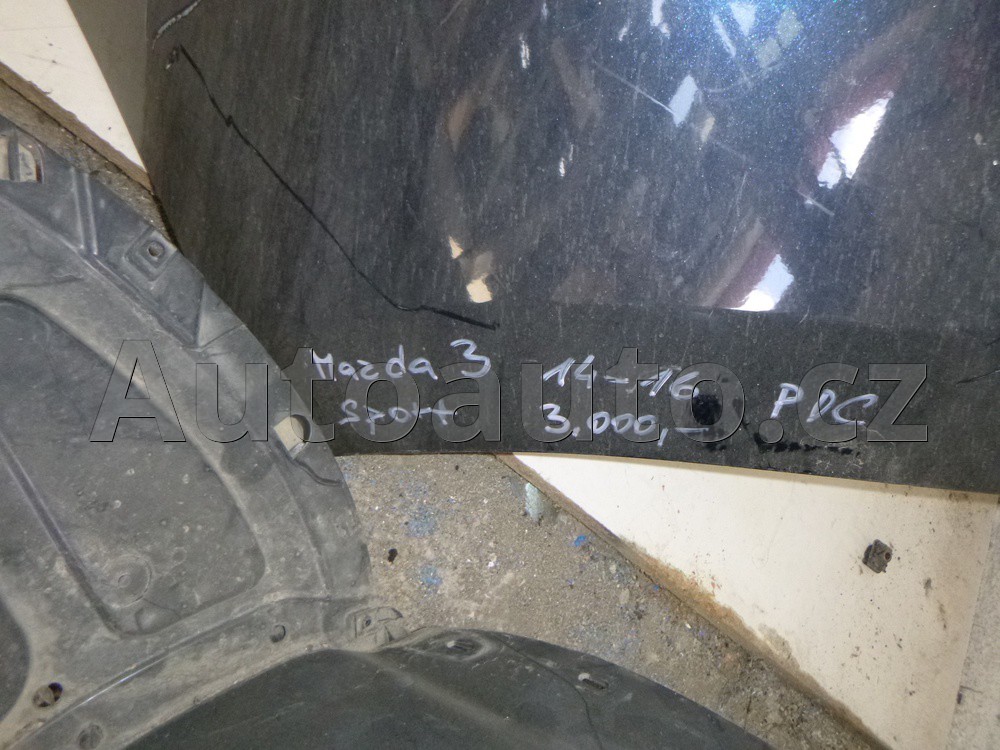 Mazda 3 14-16 PDC
sport 3.000,-
Autoauto.cz